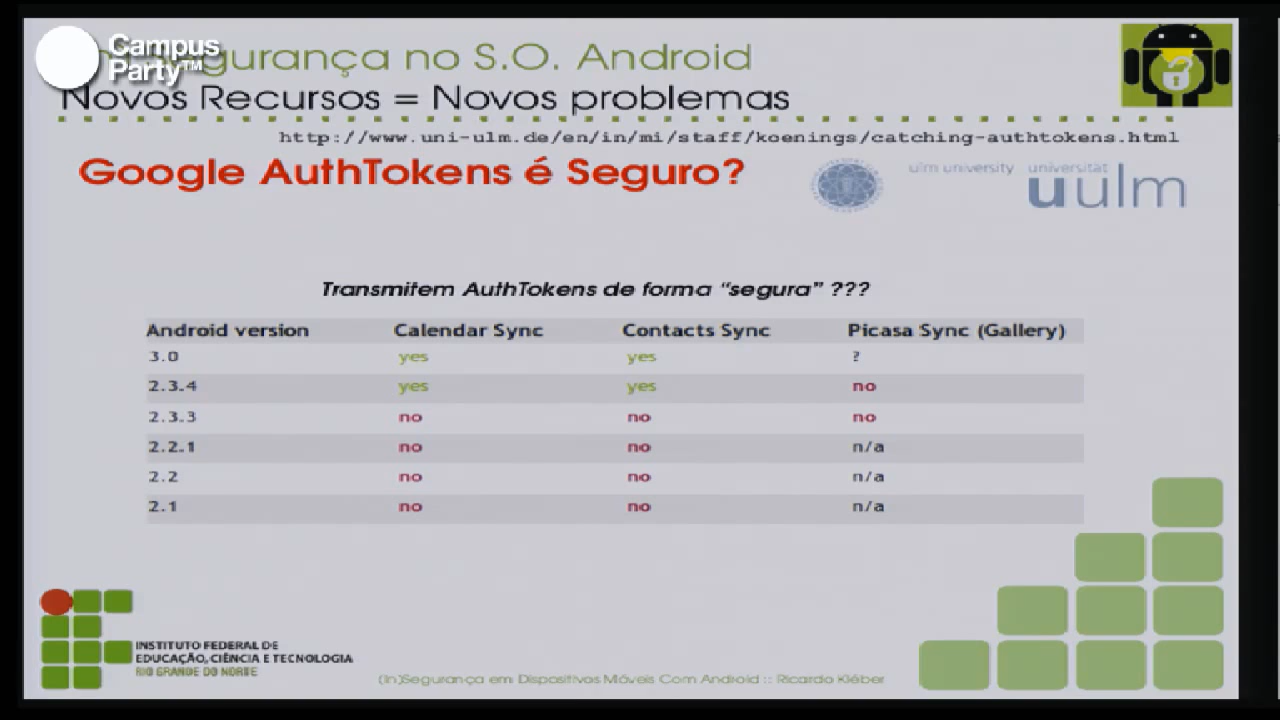 Campus
Party™
Segurança no S.O. Android
Novos Recursos = Novos problemas
http://www.uni-ulm.de/en/in/mi/staff/koenings/catching-authtokens.html
Google AuthTokens é Seguro?
ulm university universität
uulm
Transmitem AuthTokens de forma “segura” ???
Android version Calendar Sync Contacts Sync Picasa Sync (Gallery)
3.0 yes yes ?
2.3.4 yes yes no
2.3.3 no no no
2.2.1 no no n/a
2.2 no no n/a
2.1 no no n/a
INSTITUTO FEDERAL DE
EDUCAÇÃO, CIÊNCIA E TECNOLOGIA
RIO GRANDE DO NORTE
(In)Segurança em Dispositivos Móveis Com Android :: Ricardo Kléber